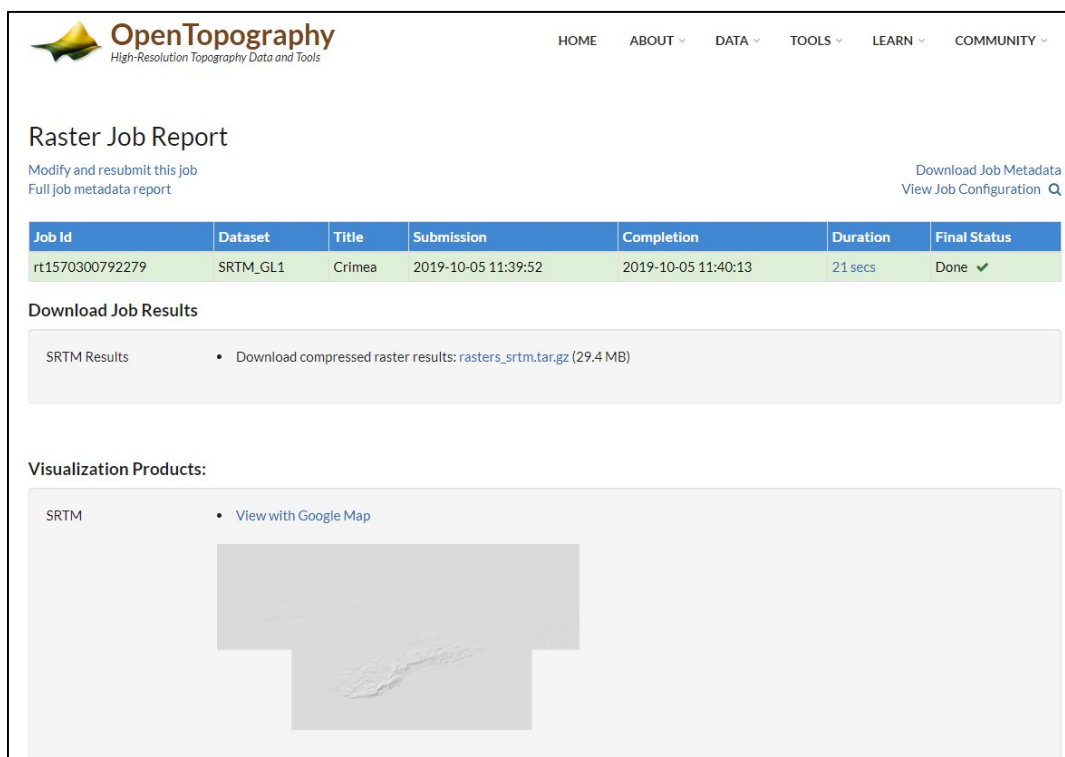 OpenTopography
High-Resolution Topography Data and Tools
HOME ABOUT DATA TOOLS LEARN COMMUNITY
Raster Job Report
Modify and resubmit this job
Full job metadata report
Download Job Metadata
View Job Configuration
Job Id Dataset Title Submission Completion Duration Final Status
rt1570300792279 SRTM_GL1 Crimea 2019-10-05 11:39:52 2019-10-05 11:40:13 21 secs Done ✔
Download Job Results
SRTM Results • Download compressed raster results: rasters_srtm.tar.gz (29.4 MB)
Visualization Products:
SRTM • View with Google Map